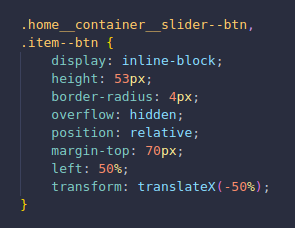 .home__container__slider--btn,
.item--btn {
    display: inline-block;
    height: 53px;
    border-radius: 4px;
    overflow: hidden;
    position: relative;
    margin-top: 70px;
    left: 50%;
    transform: translateX(-50%);
}